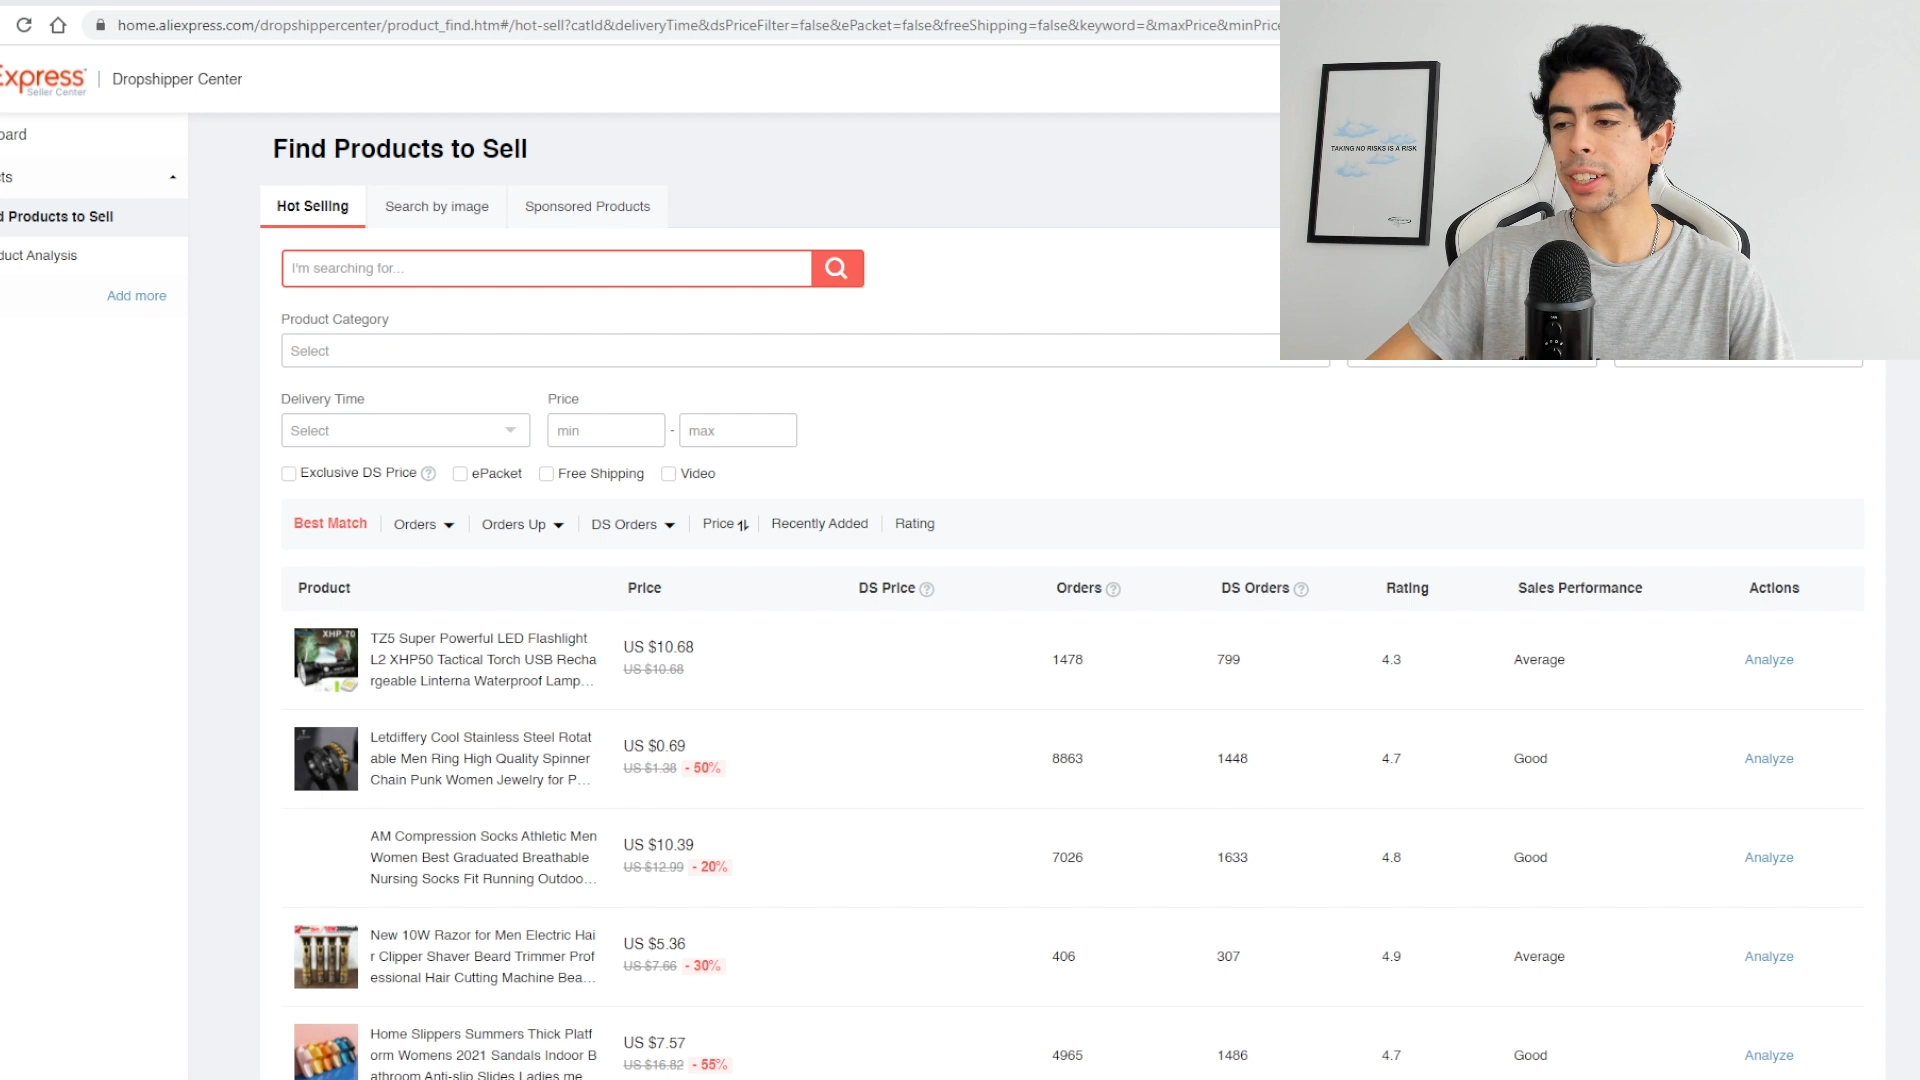 home.aliexpress.com/dropshippercenter/product_find.htm#/hot-sell?catId&deliveryTime&dsPriceFilter=false&ePacket=false&freeShipping=false&keyword=&maxPrice&minPrice
Express
Seller Center
Dropshipper Center
TAKING NO RISKS IS A RISK
oard
Find Products to Sell
cts
Hot Selling
Search by image
Sponsored Products
d Products to Sell
duct Analysis
I'm searching for...
Add more
Product Category
Select
Delivery Time
Price
Select
min
-
max
Exclusive DS Price ?
ePacket
Free Shipping
Video
Best Match
Orders
Orders Up
DS Orders
Price
Recently Added
Rating
Product
Price
DS Price ?
Orders ?
DS Orders ?
Rating
Sales Performance
Actions
XHP 70
TZ5 Super Powerful LED Flashlight
L2 XHP50 Tactical Torch USB Recha
rgeable Linterna Waterproof Lamp...
US $10.68
US $10.68
1478
799
4.3
Average
Analyze
Letdiffery Cool Stainless Steel Rotat
able Men Ring High Quality Spinner
Chain Punk Women Jewelry for P...
US $0.69
US $1.38 - 50%
8863
1448
4.7
Good
Analyze
AM Compression Socks Athletic Men
Women Best Graduated Breathable
Nursing Socks Fit Running Outdoo...
US $10.39
US $12.99 - 20%
7026
1633
4.8
Good
Analyze
New 10W Razor for Men Electric Hai
r Clipper Shaver Beard Trimmer Prof
essional Hair Cutting Machine Bea...
US $5.36
US $7.66 - 30%
406
307
4.9
Average
Analyze
Home Slippers Summers Thick Platf
orm Womens 2021 Sandals Indoor B
athroom Anti-slip Slides Ladies me
US $7.57
US $16.82 - 55%
4965
1486
4.7
Good
Analyze